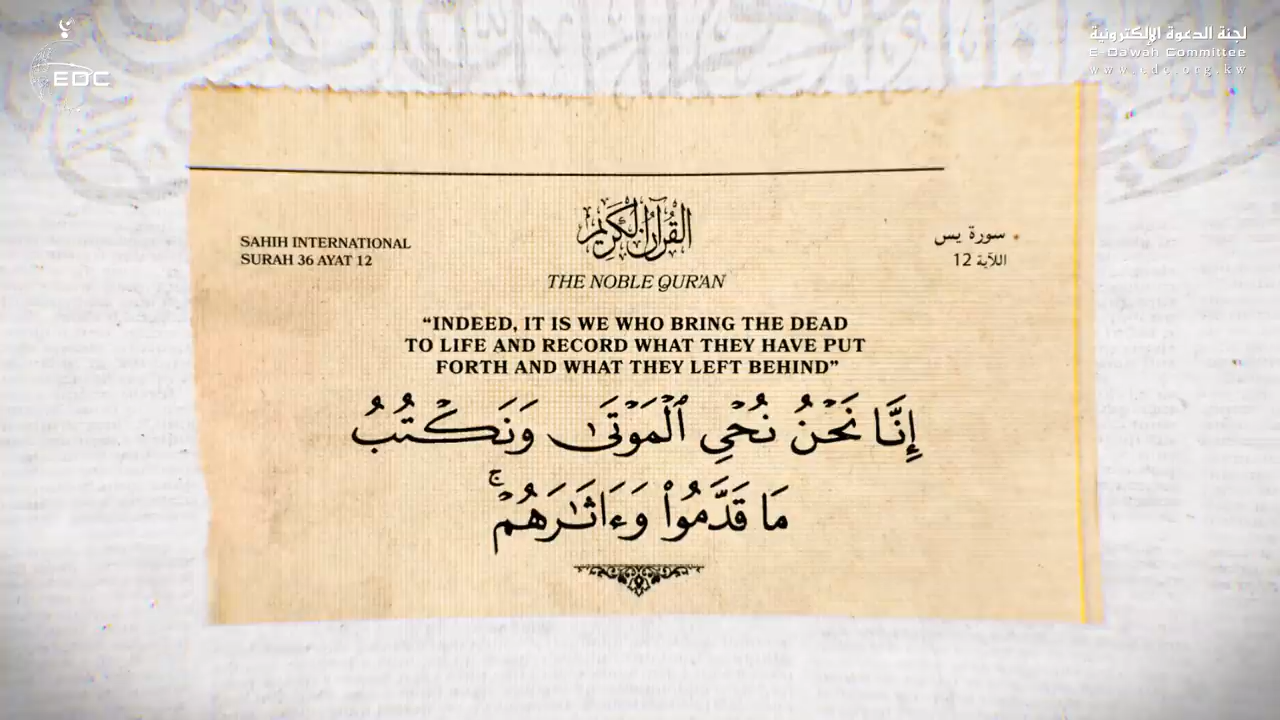 EDC
لجنة الدعوة الإلكترونية
E-Dawah Committee
www.edc.org.kw
القرآن الكريم
SAHIH INTERNATIONAL
SURAH 36 AYAT 12
سورة يس
اللآية 12
THE NOBLE QUR'AN
“INDEED, IT IS WE WHO BRING THE DEAD
TO LIFE AND RECORD WHAT THEY HAVE PUT
FORTH AND WHAT THEY LEFT BEHIND”
إِنَّا نَحْنُ نُحْيِ ٱلْمَوْتَىٰ وَنَكْتُبُ
مَا قَدَّمُوا۟ وَءَاثَـٰرَهُمْ ۚ